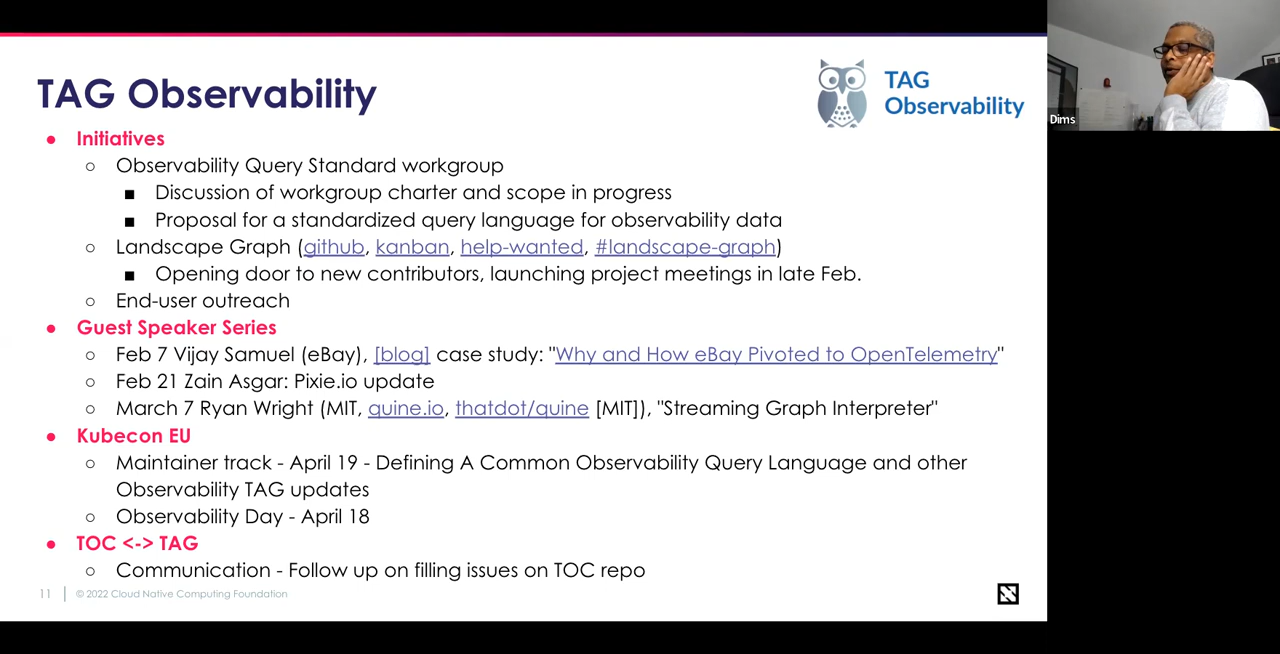 TAG Observability
TAG
Observability
Dims
● Initiatives
○ Observability Query Standard workgroup
■ Discussion of workgroup charter and scope in progress
■ Proposal for a standardized query language for observability data
○ Landscape Graph (github, kanban, help-wanted, #landscape-graph)
■ Opening door to new contributors, launching project meetings in late Feb.
○ End-user outreach
● Guest Speaker Series
○ Feb 7 Vijay Samuel (eBay), [blog] case study: "Why and How eBay Pivoted to OpenTelemetry"
○ Feb 21 Zain Asgar: Pixie.io update
○ March 7 Ryan Wright (MIT, quine.io, thatdot/quine [MIT]), "Streaming Graph Interpreter"
● Kubecon EU
○ Maintainer track - April 19 - Defining A Common Observability Query Language and other
Observability TAG updates
○ Observability Day - April 18
● TOC <-> TAG
○ Communication - Follow up on filling issues on TOC repo
11 | © 2022 Cloud Native Computing Foundation